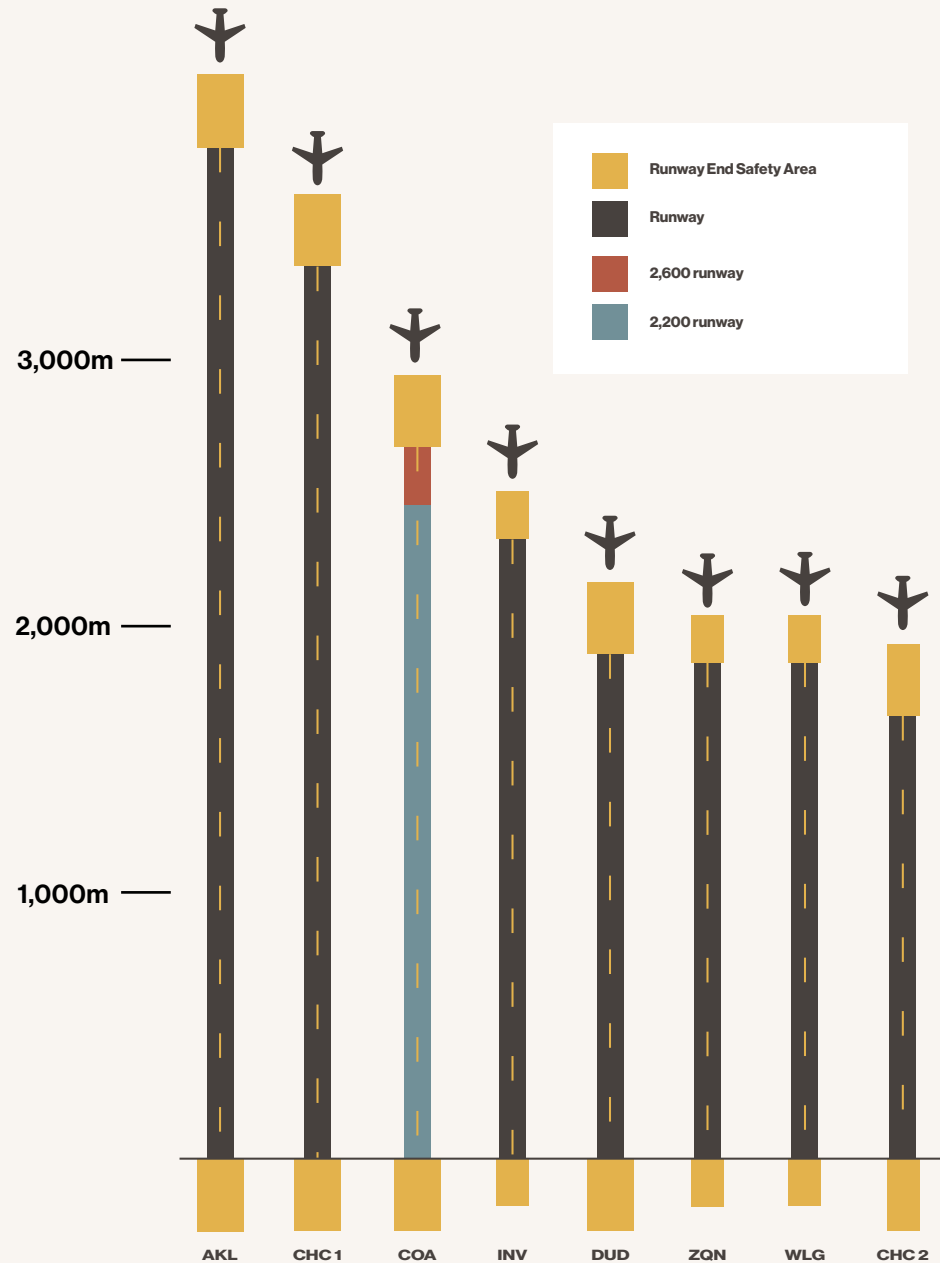 Runway End Safety Area
Runway
2,600 runway
2,200 runway
3,000m
2,000m
1,000m
AKL CHC 1 COA INV DUD ZQN WLG CHC 2